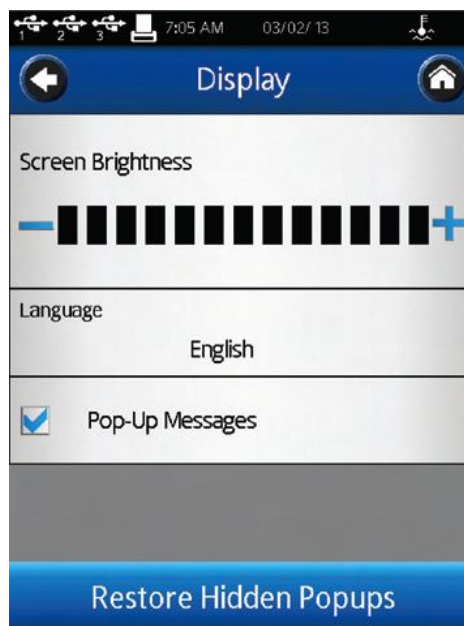 1 2 3 7:05 AM 03/02/13 F
Display
Screen Brightness
Language
English
Pop-Up Messages
Restore Hidden Popups